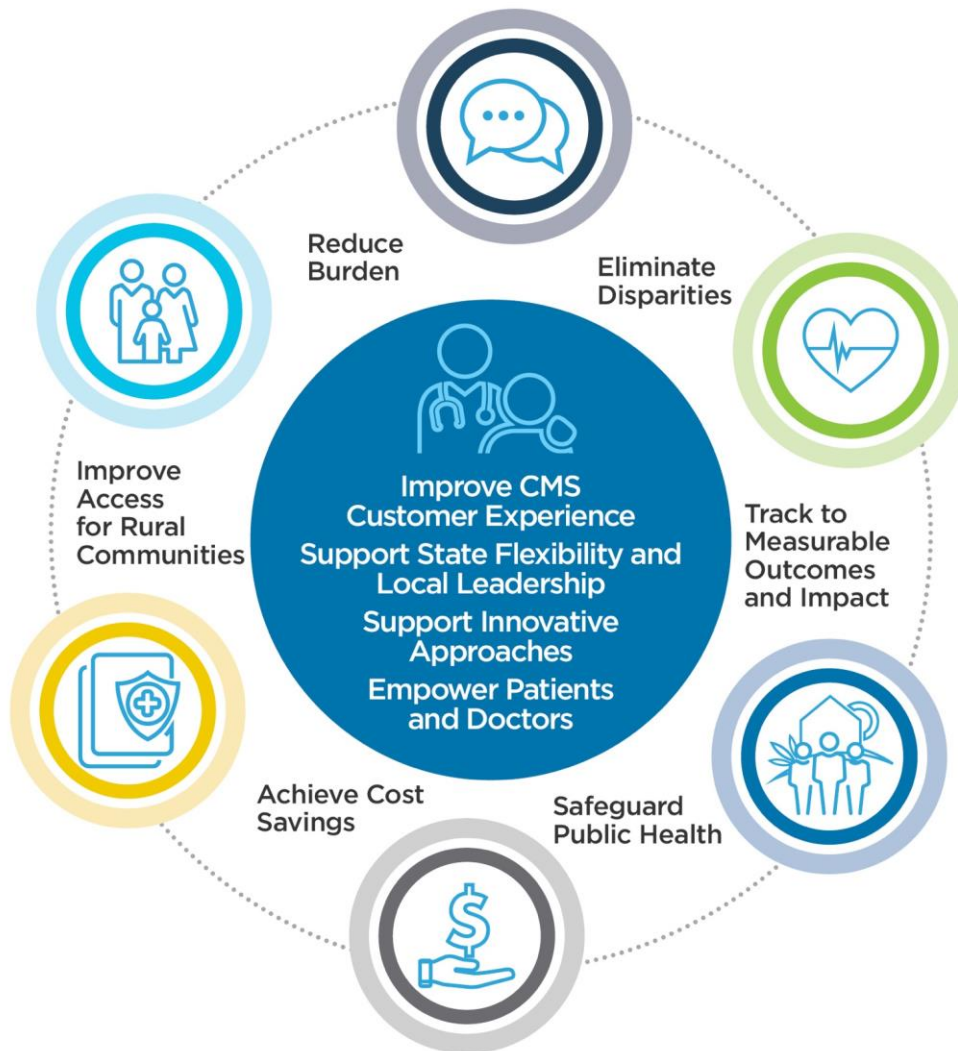 Reduce
Burden
Eliminate
Disparities
Improve
Access
for Rural
Communities
Improve CMS
Customer Experience
Support State Flexibility and
Local Leadership
Support Innovative
Approaches
Empower Patients
and Doctors
Track to
Measurable
Outcomes
and Impact
Achieve Cost
Savings
Safeguard
Public Health
$